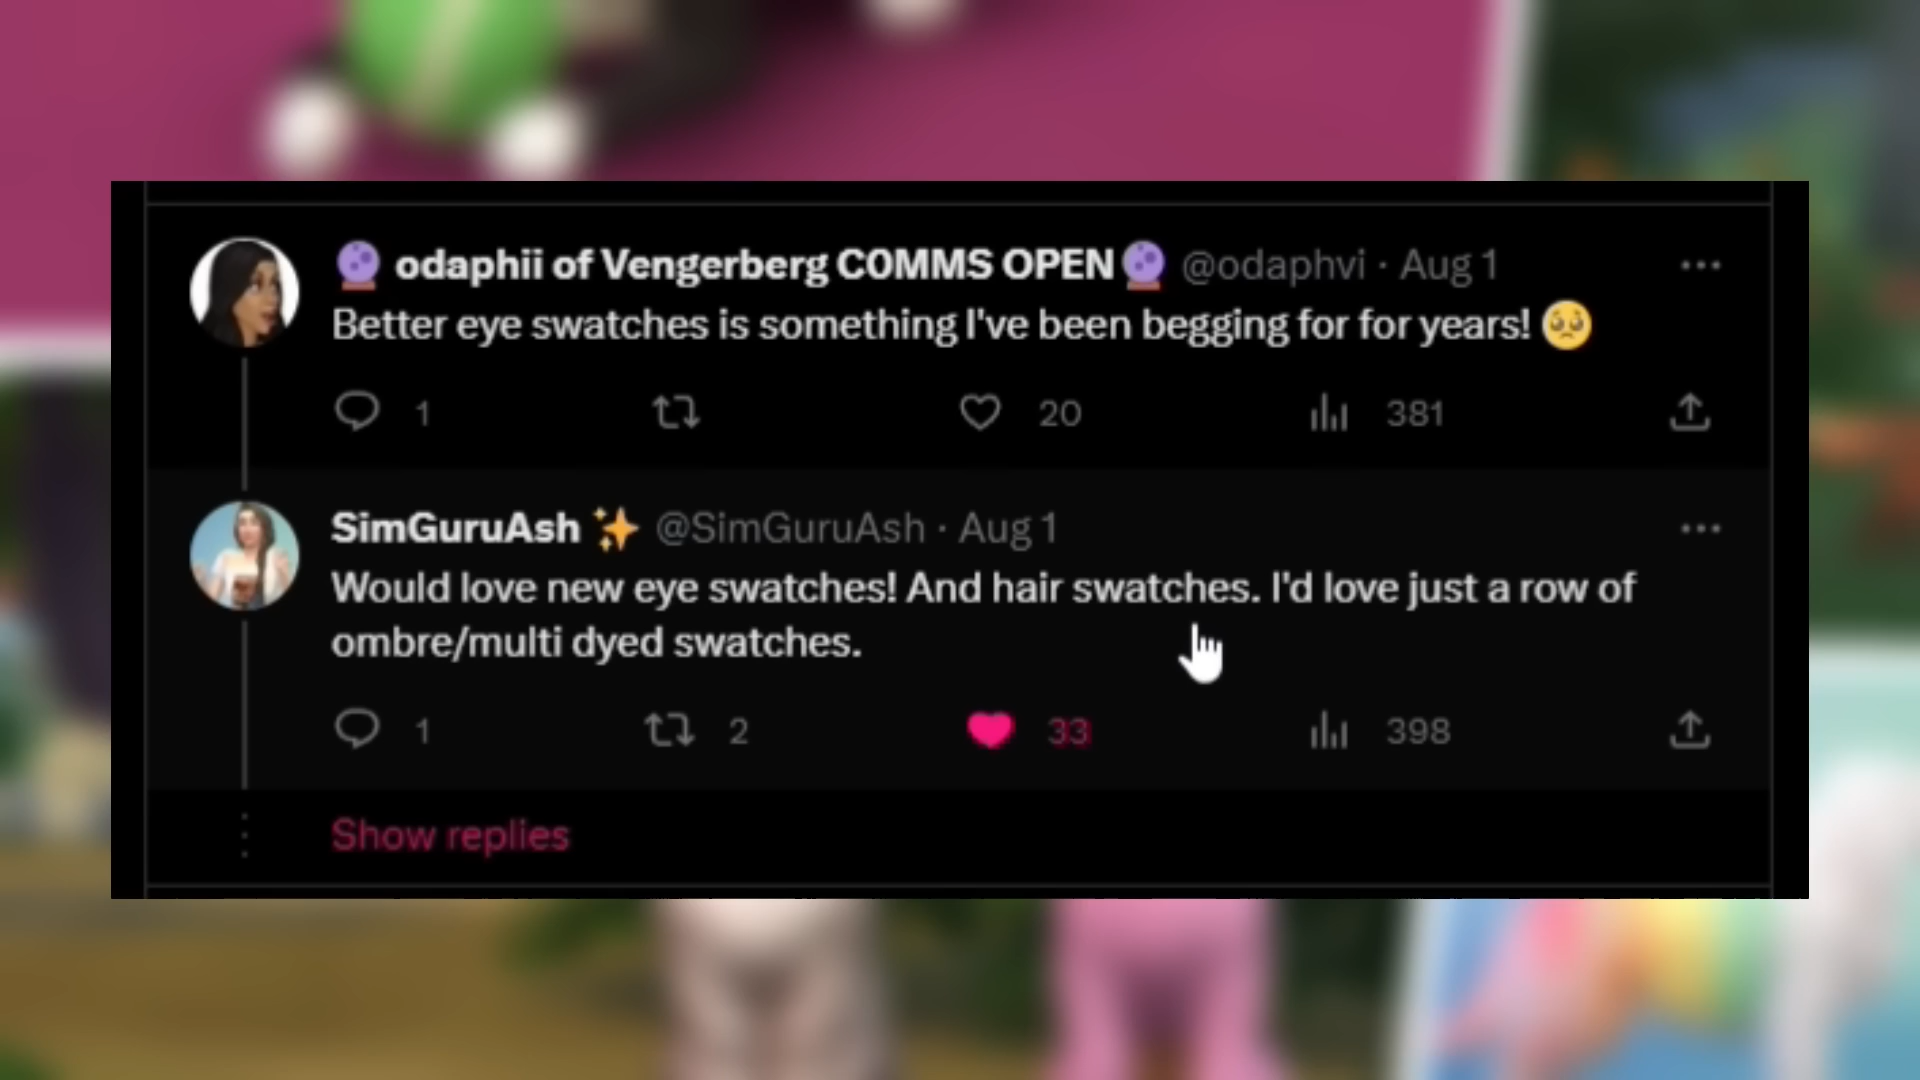 🔮 odaphii of Vengerberg C0MMS OPEN🔮 @odaphvi · Aug 1
Better eye swatches is something I've been begging for for years! 🥺
1 20 381
SimGuruAsh ✨ @SimGuruAsh · Aug 1
Would love new eye swatches! And hair swatches. I'd love just a row of
ombre/multi dyed swatches.
1 2 33 398
Show replies